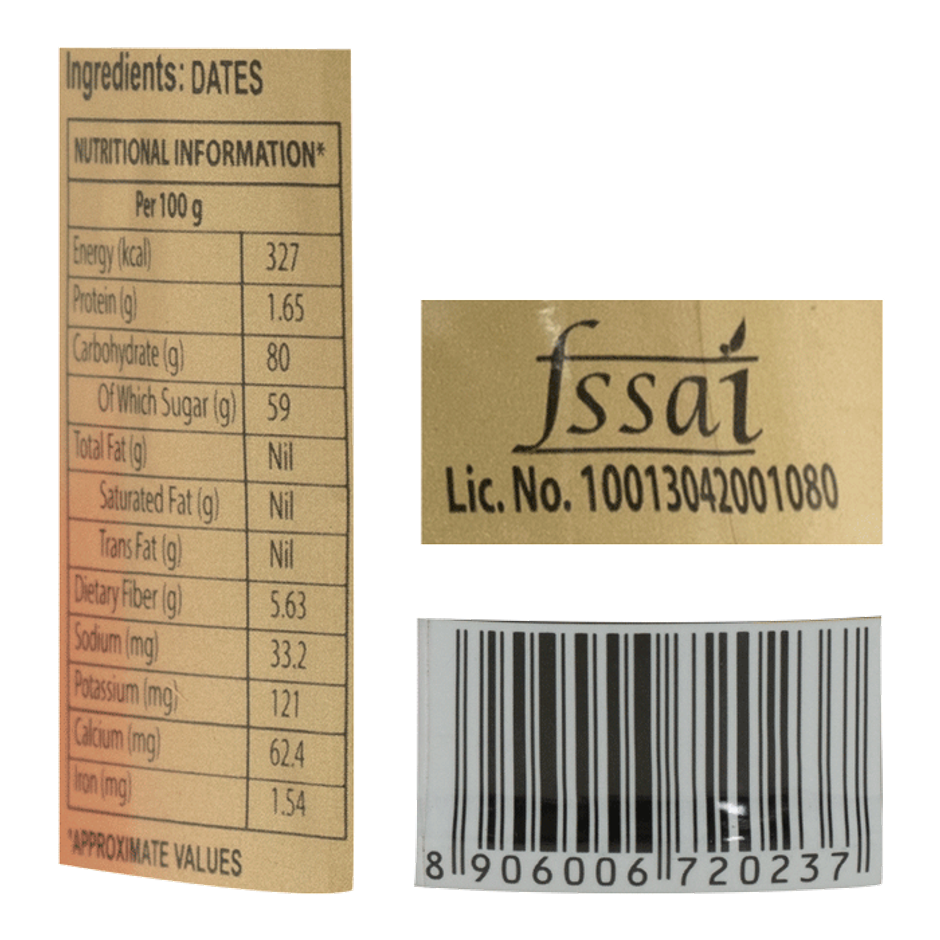 Ingredients: DATES
NUTRITIONAL INFORMATION*
Per 100 g
Energy (kcal) 327
Protein (g) 1.65
Carbohydrate (g) 80
Of Which Sugar (g) 59
Total Fat (g) Nil
Saturated Fat (g) Nil
Trans Fat (g) Nil
Dietary Fiber (g) 5.63
Sodium (mg) 33.2
Potassium (mg) 121
Calcium (mg) 62.4
Iron (mg) 1.54
*APPROXIMATE VALUES
fssai
Lic. No. 10013042001080
8 906006 720237